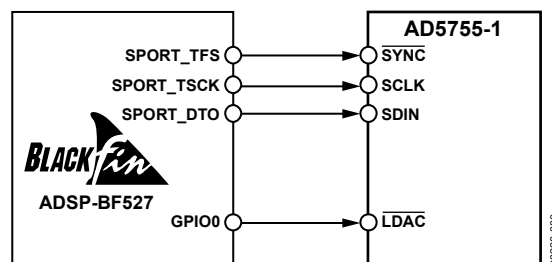 AD5755-1
SPORT_TFS SYNC
SPORT_TSCK SCLK
SPORT_DTO SDIN
BLACKfin
ADSP-BF527
GPIO0 LDAC